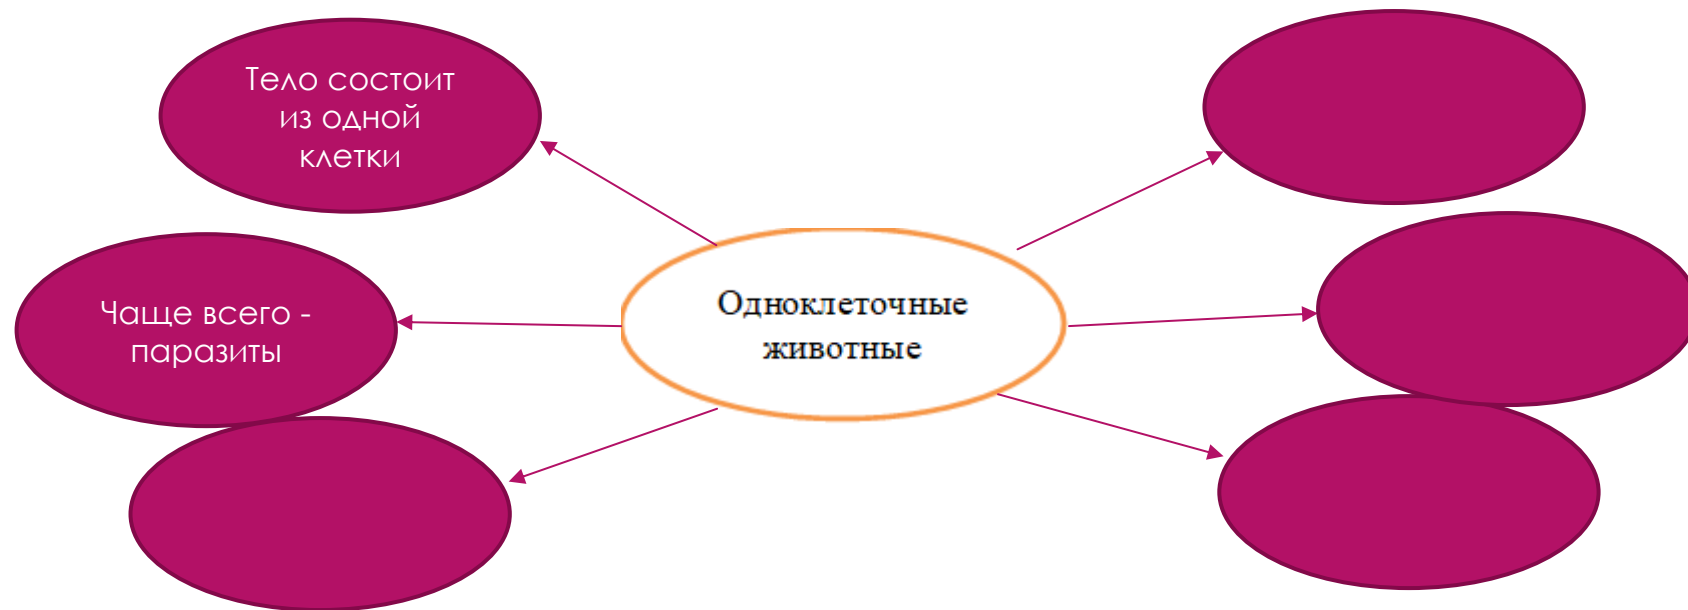 Тело состоит
из одной
клетки
Чаще всего -
паразиты
Одноклеточные
животные